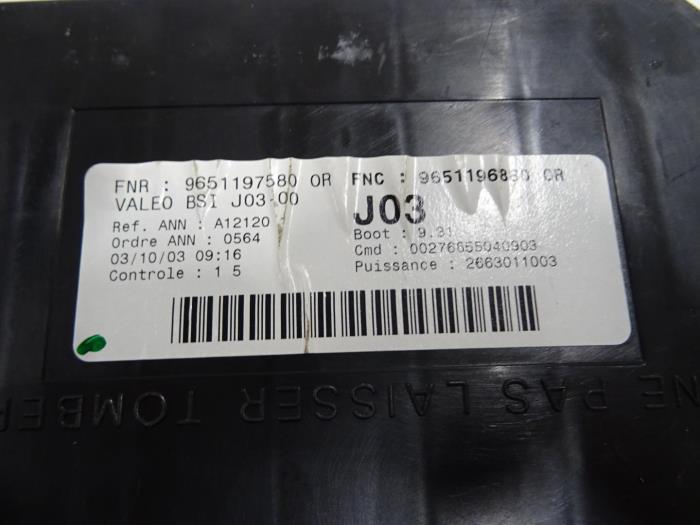 FNR : 9651197580 OR FNC : 9651196880 OR
VALEO BSI J03-00
J03
Ref. ANN : A12120
Boot : 9.31
Ordre ANN : 0564
Cmd : 00276655040903
03/10/03 09:16
Puissance : 2663011003
Controle : 1 5
NE PAS LAISSER TOMBER